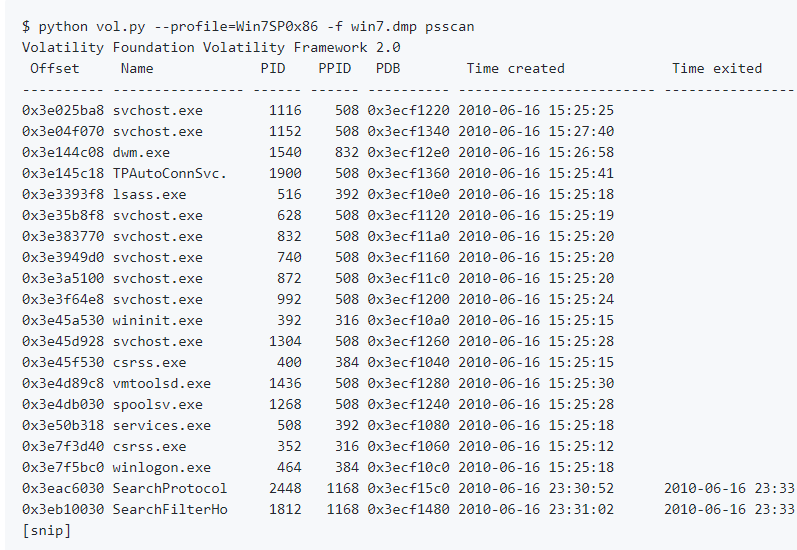 $ python vol.py --profile=Win7SP0x86 -f win7.dmp psscan
Volatility Foundation Volatility Framework 2.0
 Offset     Name             PID    PPID   PDB        Time created             Time exited
---------- ---------------- ------ ------ ---------- ------------------------ ----------------
0x3e025ba8 svchost.exe        1116    508 0x3ecf1220 2010-06-16 15:25:25
0x3e04f070 svchost.exe        1152    508 0x3ecf1340 2010-06-16 15:27:40
0x3e144c08 dwm.exe            1540    832 0x3ecf12e0 2010-06-16 15:26:58
0x3e145c18 TPAutoConnSvc.     1900    508 0x3ecf1360 2010-06-16 15:25:41
0x3e3393f8 lsass.exe           516    392 0x3ecf10e0 2010-06-16 15:25:18
0x3e35b8f8 svchost.exe         628    508 0x3ecf1120 2010-06-16 15:25:19
0x3e383770 svchost.exe         832    508 0x3ecf11a0 2010-06-16 15:25:20
0x3e3949d0 svchost.exe         740    508 0x3ecf1160 2010-06-16 15:25:20
0x3e3a5100 svchost.exe         872    508 0x3ecf11c0 2010-06-16 15:25:20
0x3e3f64e8 svchost.exe         992    508 0x3ecf1200 2010-06-16 15:25:24
0x3e45a530 wininit.exe         392    316 0x3ecf10a0 2010-06-16 15:25:15
0x3e45d928 svchost.exe        1304    508 0x3ecf1260 2010-06-16 15:25:28
0x3e45f530 csrss.exe           400    384 0x3ecf1040 2010-06-16 15:25:15
0x3e4d89c8 vmtoolsd.exe       1436    508 0x3ecf1280 2010-06-16 15:25:30
0x3e4db030 spoolsv.exe        1268    508 0x3ecf1240 2010-06-16 15:25:28
0x3e50b318 services.exe        508    392 0x3ecf1080 2010-06-16 15:25:18
0x3e7f3d40 csrss.exe           352    316 0x3ecf1060 2010-06-16 15:25:12
0x3e7f5bc0 winlogon.exe        464    384 0x3ecf10c0 2010-06-16 15:25:18
0x3eac6030 SearchProtocol     2448   1168 0x3ecf15c0 2010-06-16 23:30:52      2010-06-16 23:33
0x3eb10030 SearchFilterHo     1812   1168 0x3ecf1480 2010-06-16 23:31:02      2010-06-16 23:33
[snip]